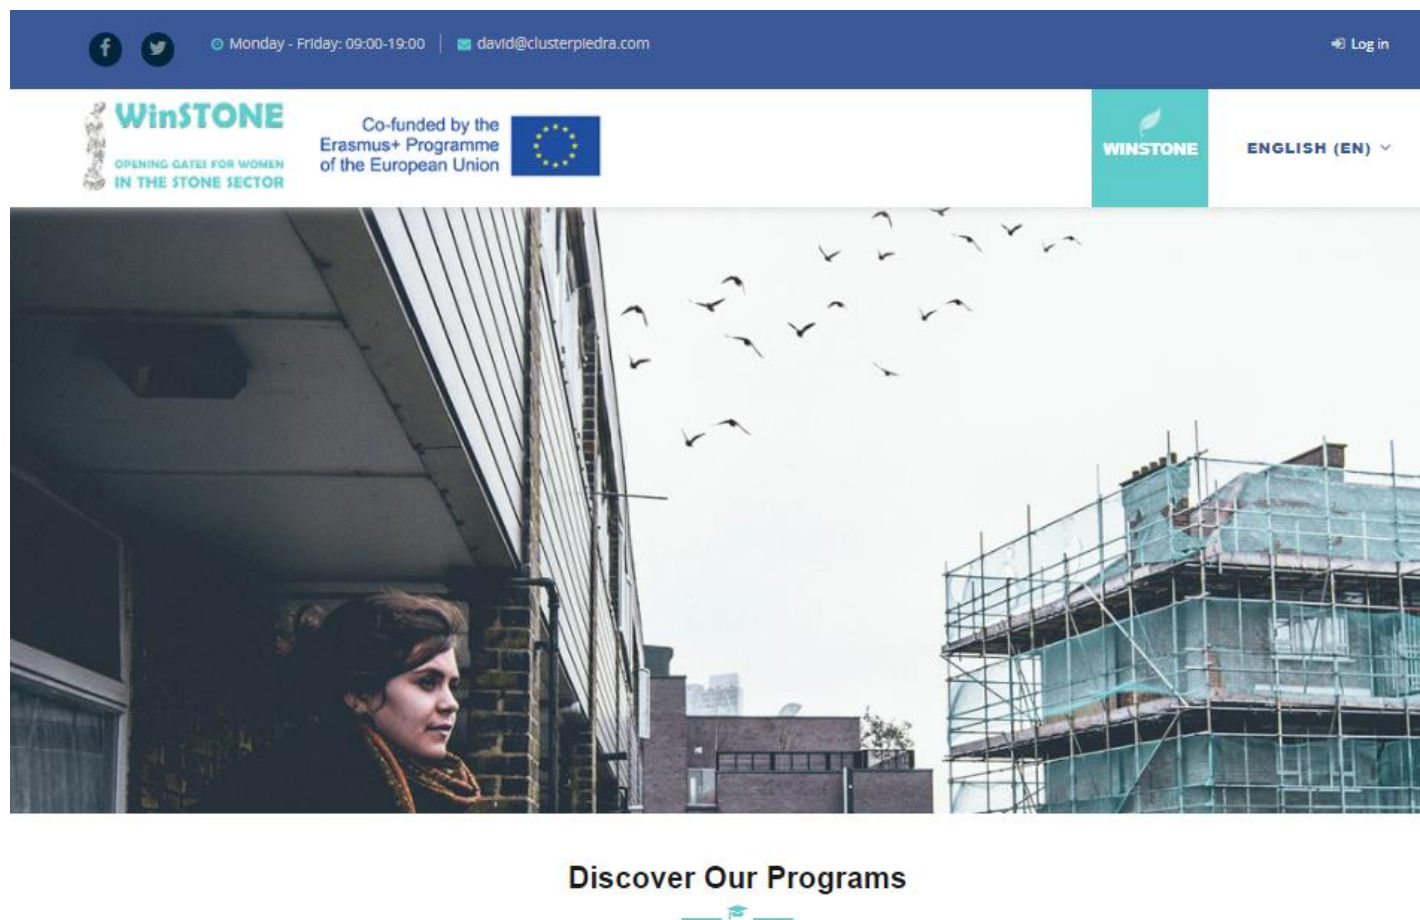 Monday - Friday: 09:00-19:00
david@clusterpiedra.com
Log in
WinSTONE
OPENING GATES FOR WOMEN
IN THE STONE SECTOR
Co-funded by the
Erasmus+ Programme
of the European Union
WINSTONE
ENGLISH (EN)
Discover Our Programs